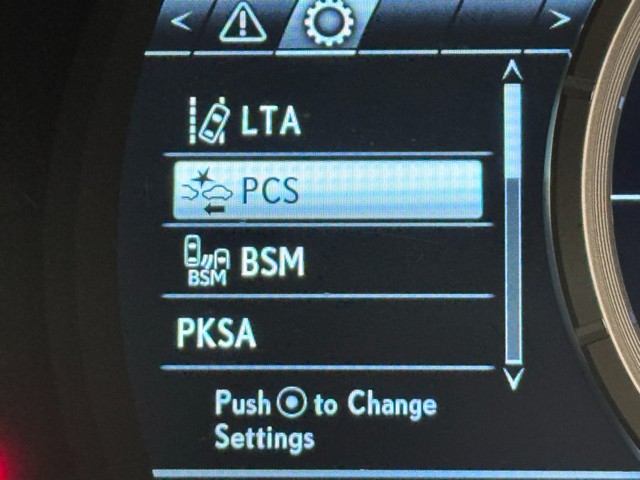 LTA
PCS
BSM BSM
PKSA
Push to Change
Settings